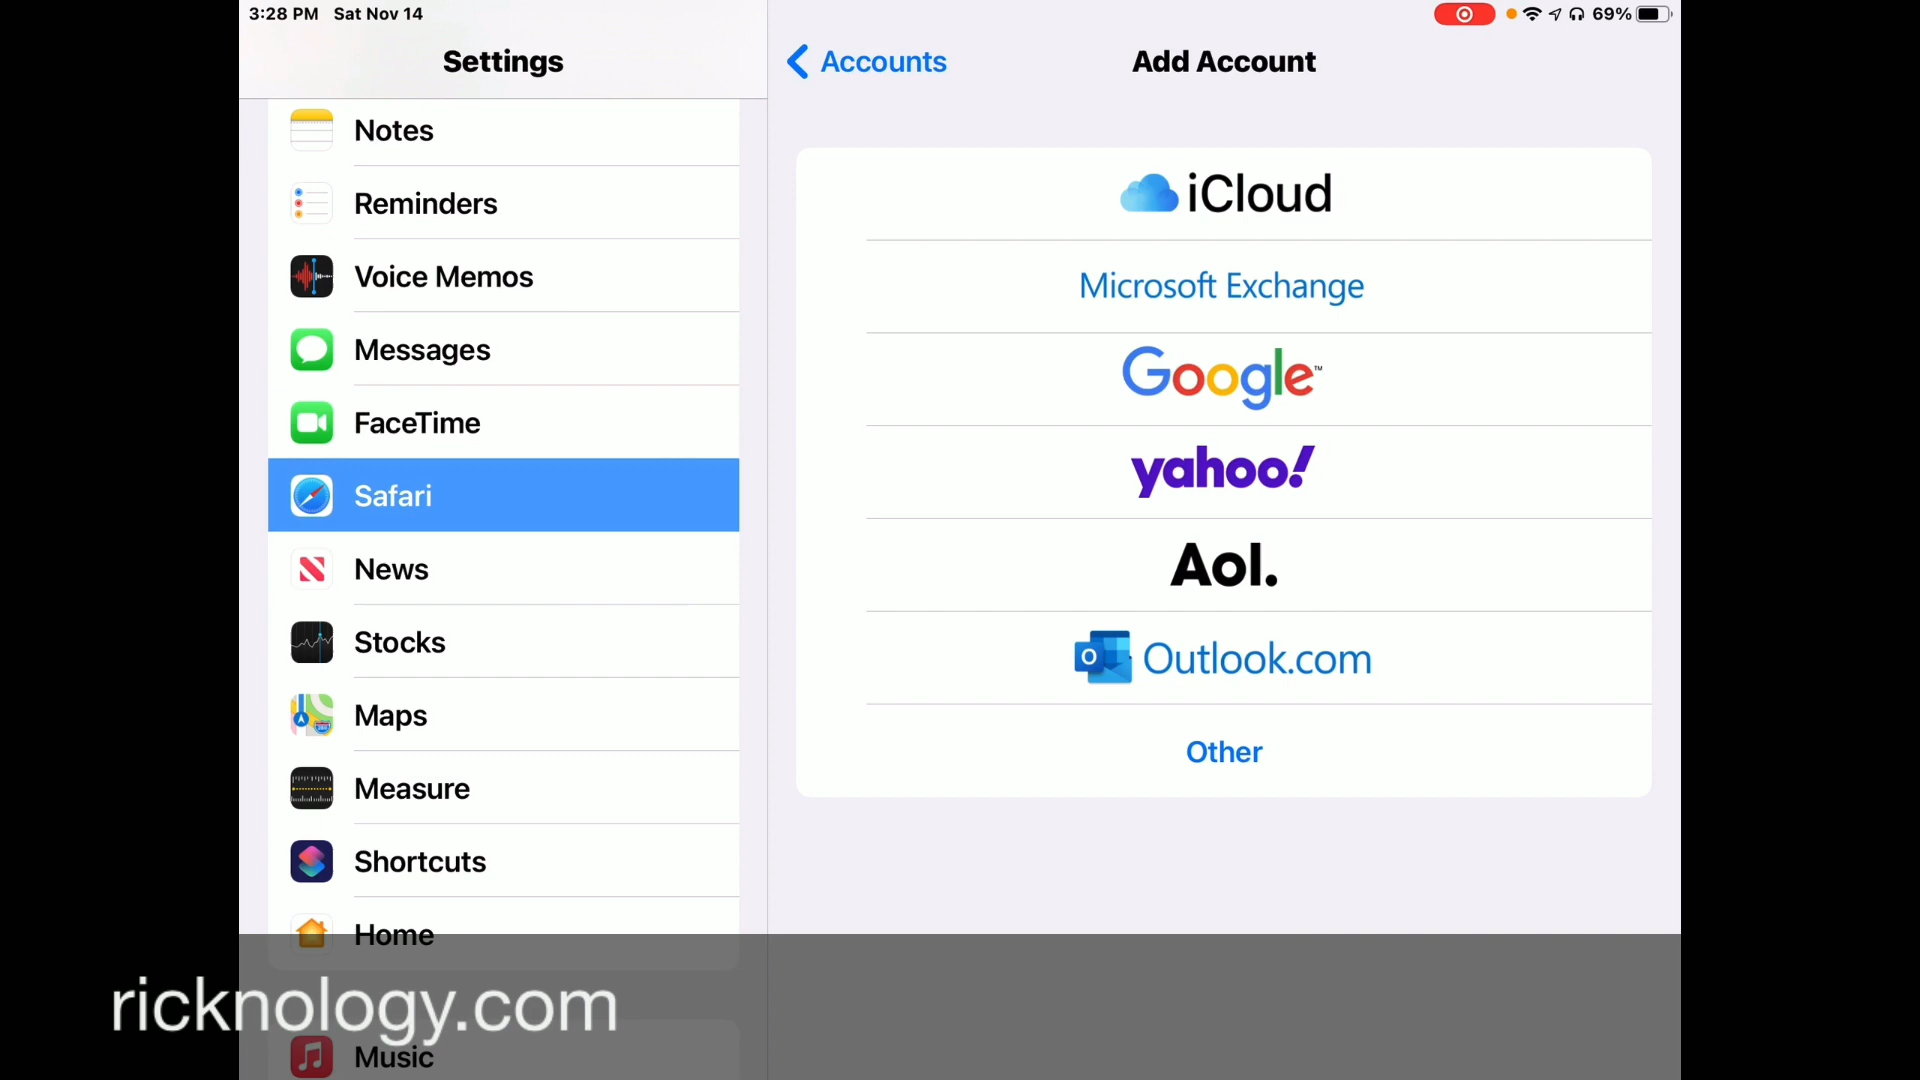 3:28 PM Sat Nov 14
69%
Settings
Notes
Reminders
Voice Memos
Messages
FaceTime
Safari
News
Stocks
Maps
Measure
Shortcuts
Home
Music
Accounts
Add Account
iCloud
Microsoft Exchange
Google™
yahoo!
Aol.
Outlook.com
Other
ricknology.com